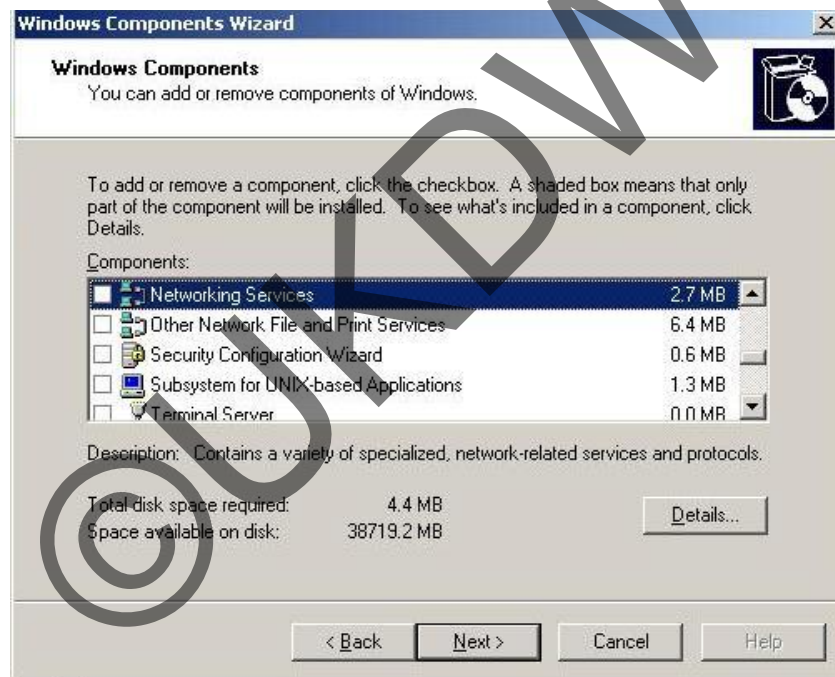 Windows Components Wizard
Windows Components
You can add or remove components of Windows.
To add or remove a component, click the checkbox. A shaded box means that only
part of the component will be installed. To see what's included in a component, click
Details.
Components:
Networking Services 2.7 MB
Other Network File and Print Services 6.4 MB
Security Configuration Wizard 0.6 MB
Subsystem for UNIX-based Applications 1.3 MB
Terminal Server 0.0 MB
Description: Contains a variety of specialized, network-related services and protocols.
Total disk space required: 4.4 MB
Space available on disk: 38719.2 MB
Details...
< Back Next > Cancel Help
©UKDW